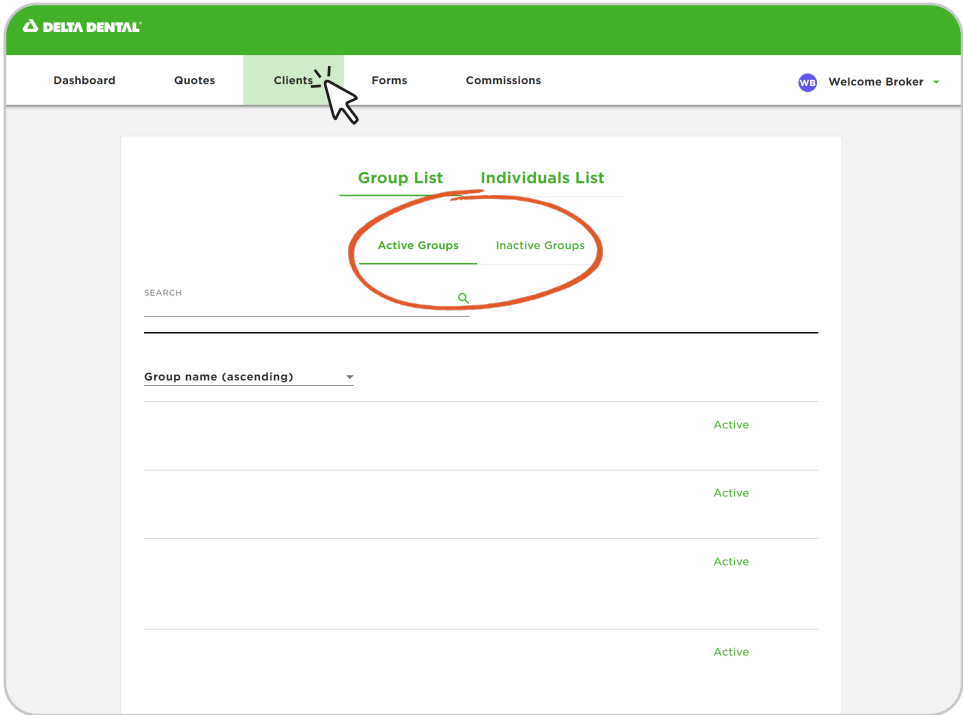 DELTA DENTAL
Dashboard Quotes Clients Forms Commissions WB Welcome Broker
Group List Individuals List
Active Groups Inactive Groups
SEARCH
Group name (ascending)
Active
Active
Active
Active